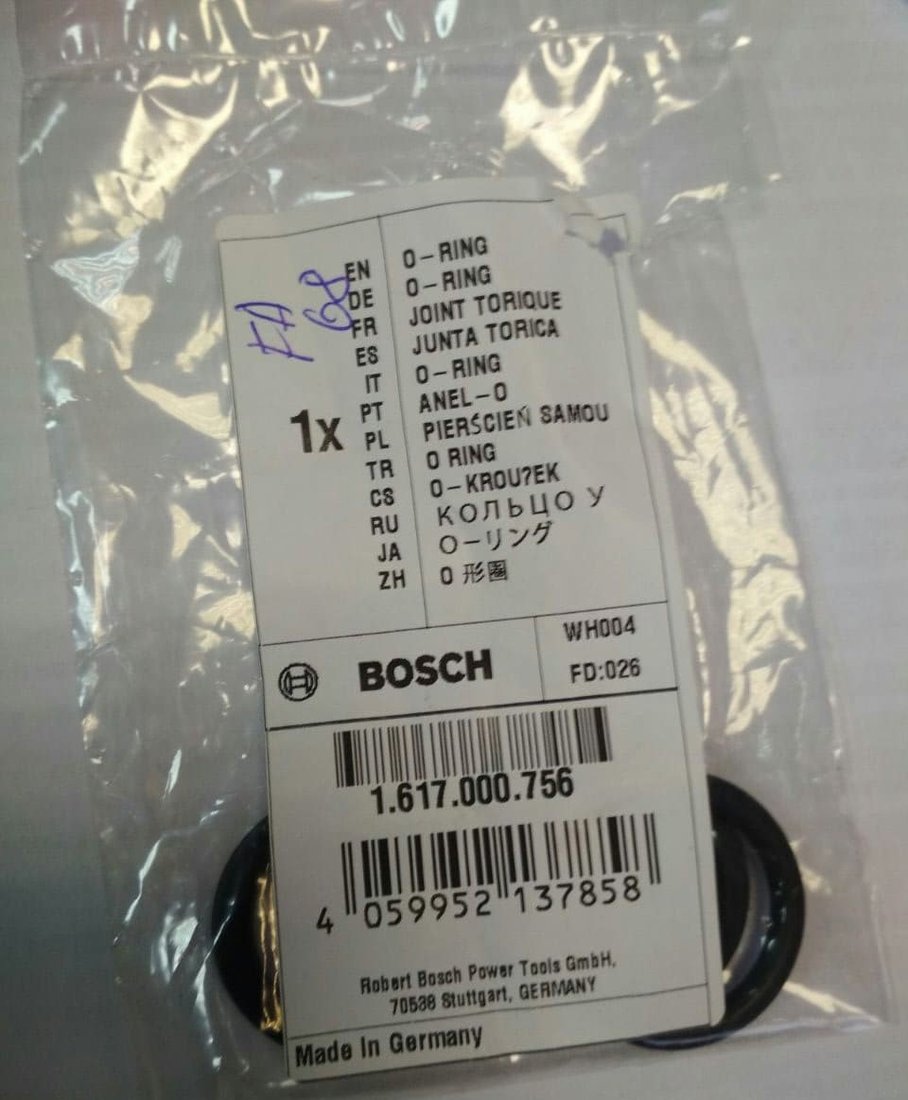 EN O-RING
DE O-RING
FR JOINT TORIQUE
ES JUNTA TORICA
IT O-RING
PT ANEL-O
PL PIERŚCIEŃ SAMOU
TR O RING
CS O-KROU?EK
RU КОЛЬЦО У
JA O-リング
ZH O 形圈
1x
BOSCH
WH004
FD:026
1.617.000.756
4 059952 137858
Robert Bosch Power Tools GmbH,
70538 Stuttgart, GERMANY
Made In Germany